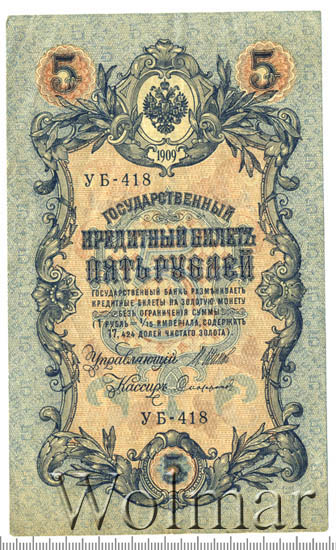 5 5
1909
УБ-418
ГОСУДАРСТВЕННЫЙ
КРЕДИТНЫЙ БИЛЕТЪ
ПЯТЬ РУБЛЕЙ
ГОСУДАРСТВЕННЫЙ БАНКЪ РАЗМѢНИВАЕТЪ
КРЕДИТНЫЕ БИЛЕТЫ НА ЗОЛОТУЮ МОНЕТУ
БЕЗЪ ОГРАНИЧЕНІЯ СУММЫ
(1 РУБЛЬ = 1/15 ИМПЕРІАЛА, СОДЕРЖИТЪ
17,424 ДОЛЕЙ ЧИСТАГО ЗОЛОТА).
Управляющій
Кассиръ
УБ-418
5
Wolmar